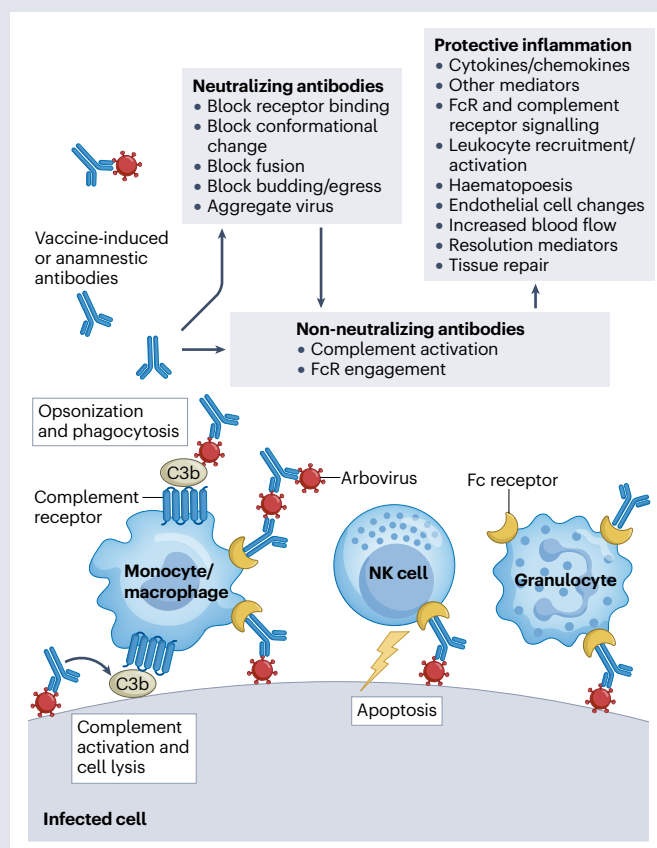 Neutralizing antibodies
• Block receptor binding
• Block conformational
change
• Block fusion
• Block budding/egress
• Aggregate virus
Protective inflammation
• Cytokines/chemokines
• Other mediators
• FcR and complement
receptor signalling
• Leukocyte recruitment/
activation
• Haematopoesis
• Endothelial cell changes
• Increased blood flow
• Resolution mediators
• Tissue repair
Vaccine-induced
or anamnestic
antibodies
Non-neutralizing antibodies
• Complement activation
• FcR engagement
Opsonization
and phagocytosis
C3b
Complement
receptor
Arbovirus
Fc receptor
Monocyte/
macrophage
NK cell
Granulocyte
C3b
Complement
activation and
cell lysis
Apoptosis
Infected cell